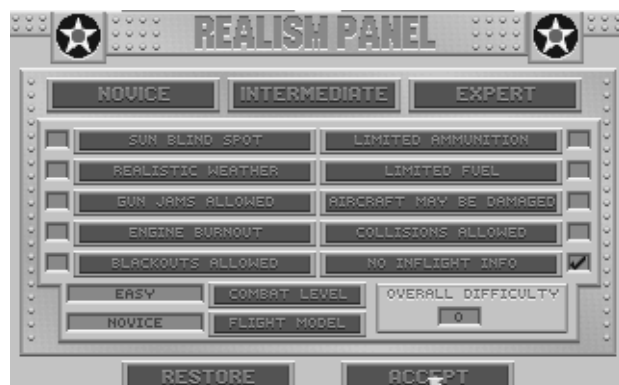 REALISM PANEL
NOVICE INTERMEDIATE EXPERT
SUN BLIND SPOT LIMITED AMMUNITION
REALISTIC WEATHER LIMITED FUEL
GUN JAMS ALLOWED AIRCRAFT MAY BE DAMAGED
ENGINE BURNOUT COLLISIONS ALLOWED
BLACKOUTS ALLOWED NO INFLIGHT INFO
EASY COMBAT LEVEL OVERALL DIFFICULTY
NOVICE FLIGHT MODEL 0
RESTORE ACCEPT